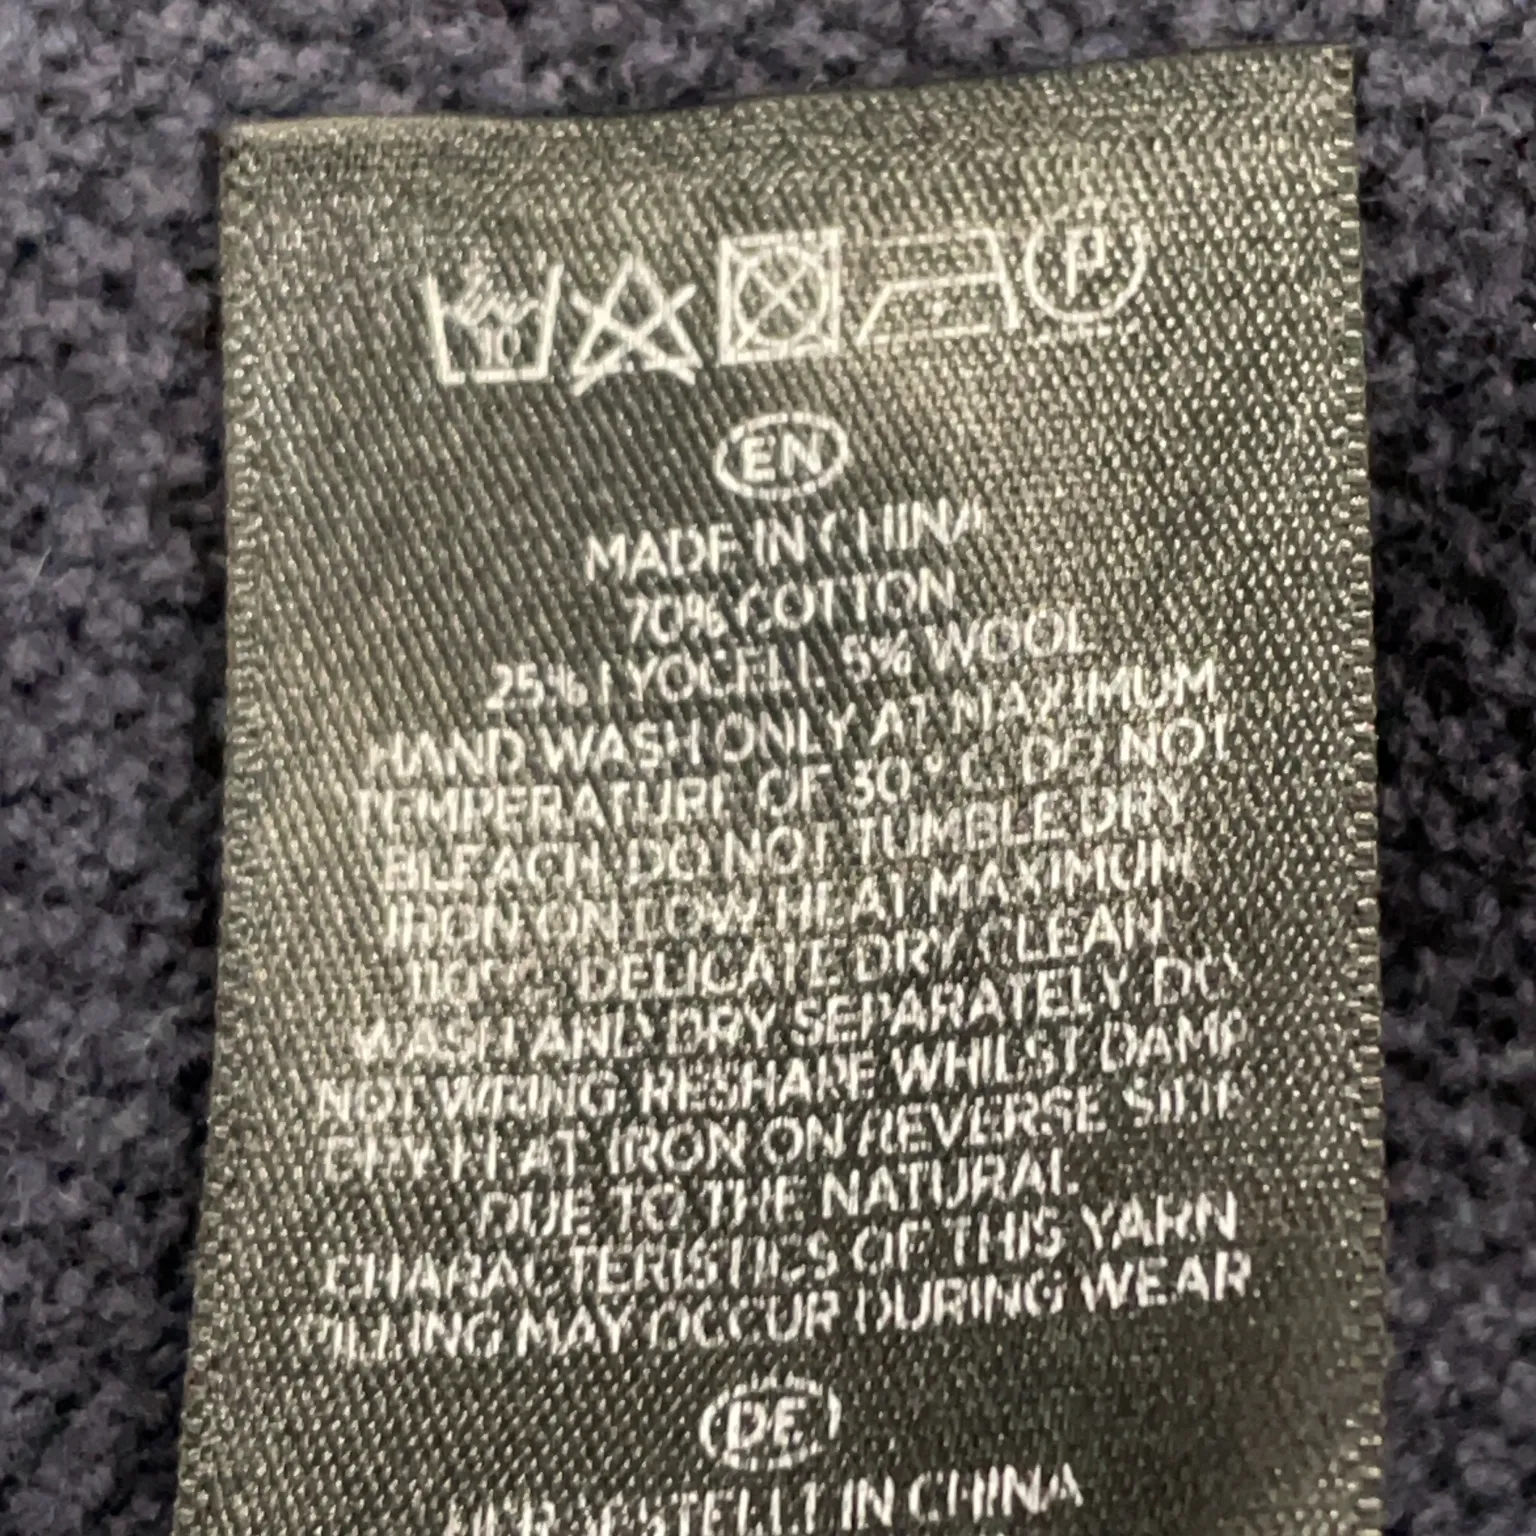 P
EN
MADE IN CHINA
70% COTTON
25% LYOCELL 5% WOOL
HAND WASH ONLY AT MAXIMUM
TEMPERATURE OF 30°C. DO NOT
BLEACH. DO NOT TUMBLE DRY
IRON ON LOW HEAT MAXIMUM
110°C. DELICATE DRY CLEAN
WASH AND DRY SEPARATELY. DO
NOT WRING. RESHAPE WHILST DAMP
DRY FLAT. IRON ON REVERSE SIDE
DUE TO THE NATURAL
CHARACTERISTICS OF THIS YARN
PILLING MAY OCCUR DURING WEAR
DE
HERGESTELLT IN CHINA